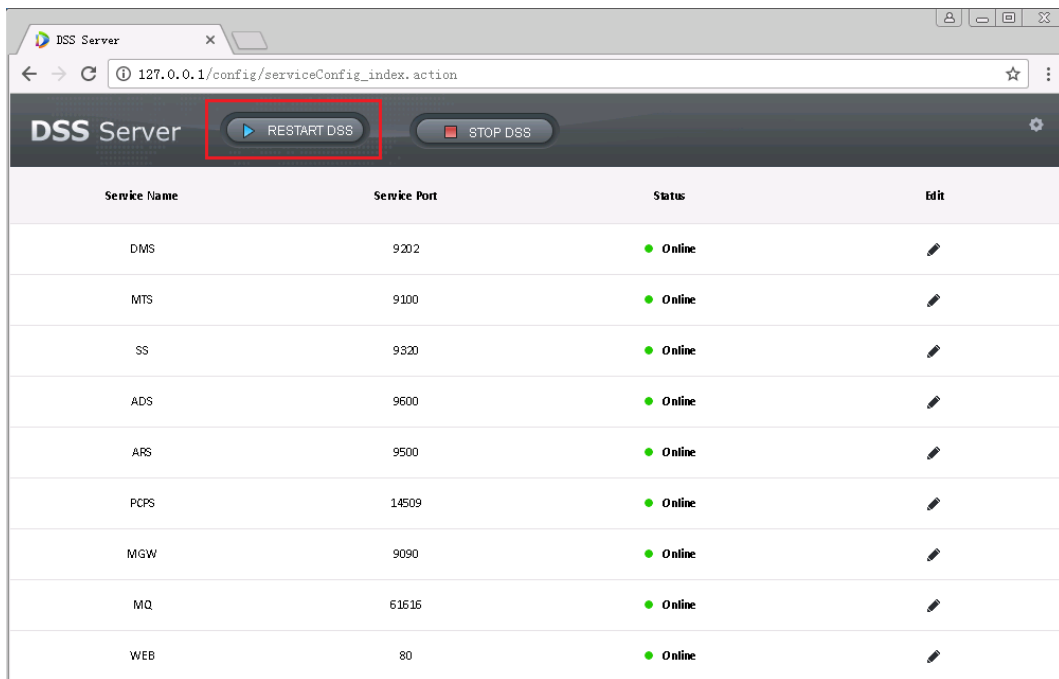 DSS Server
127.0.0.1/config/serviceConfig_index.action
DSS Server RESTART DSS STOP DSS
Service Name Service Port Status Edit
DMS 9202 Online
MTS 9100 Online
SS 9320 Online
ADS 9600 Online
ARS 9500 Online
PCPS 14509 Online
MGW 9090 Online
MQ 61616 Online
WEB 80 Online